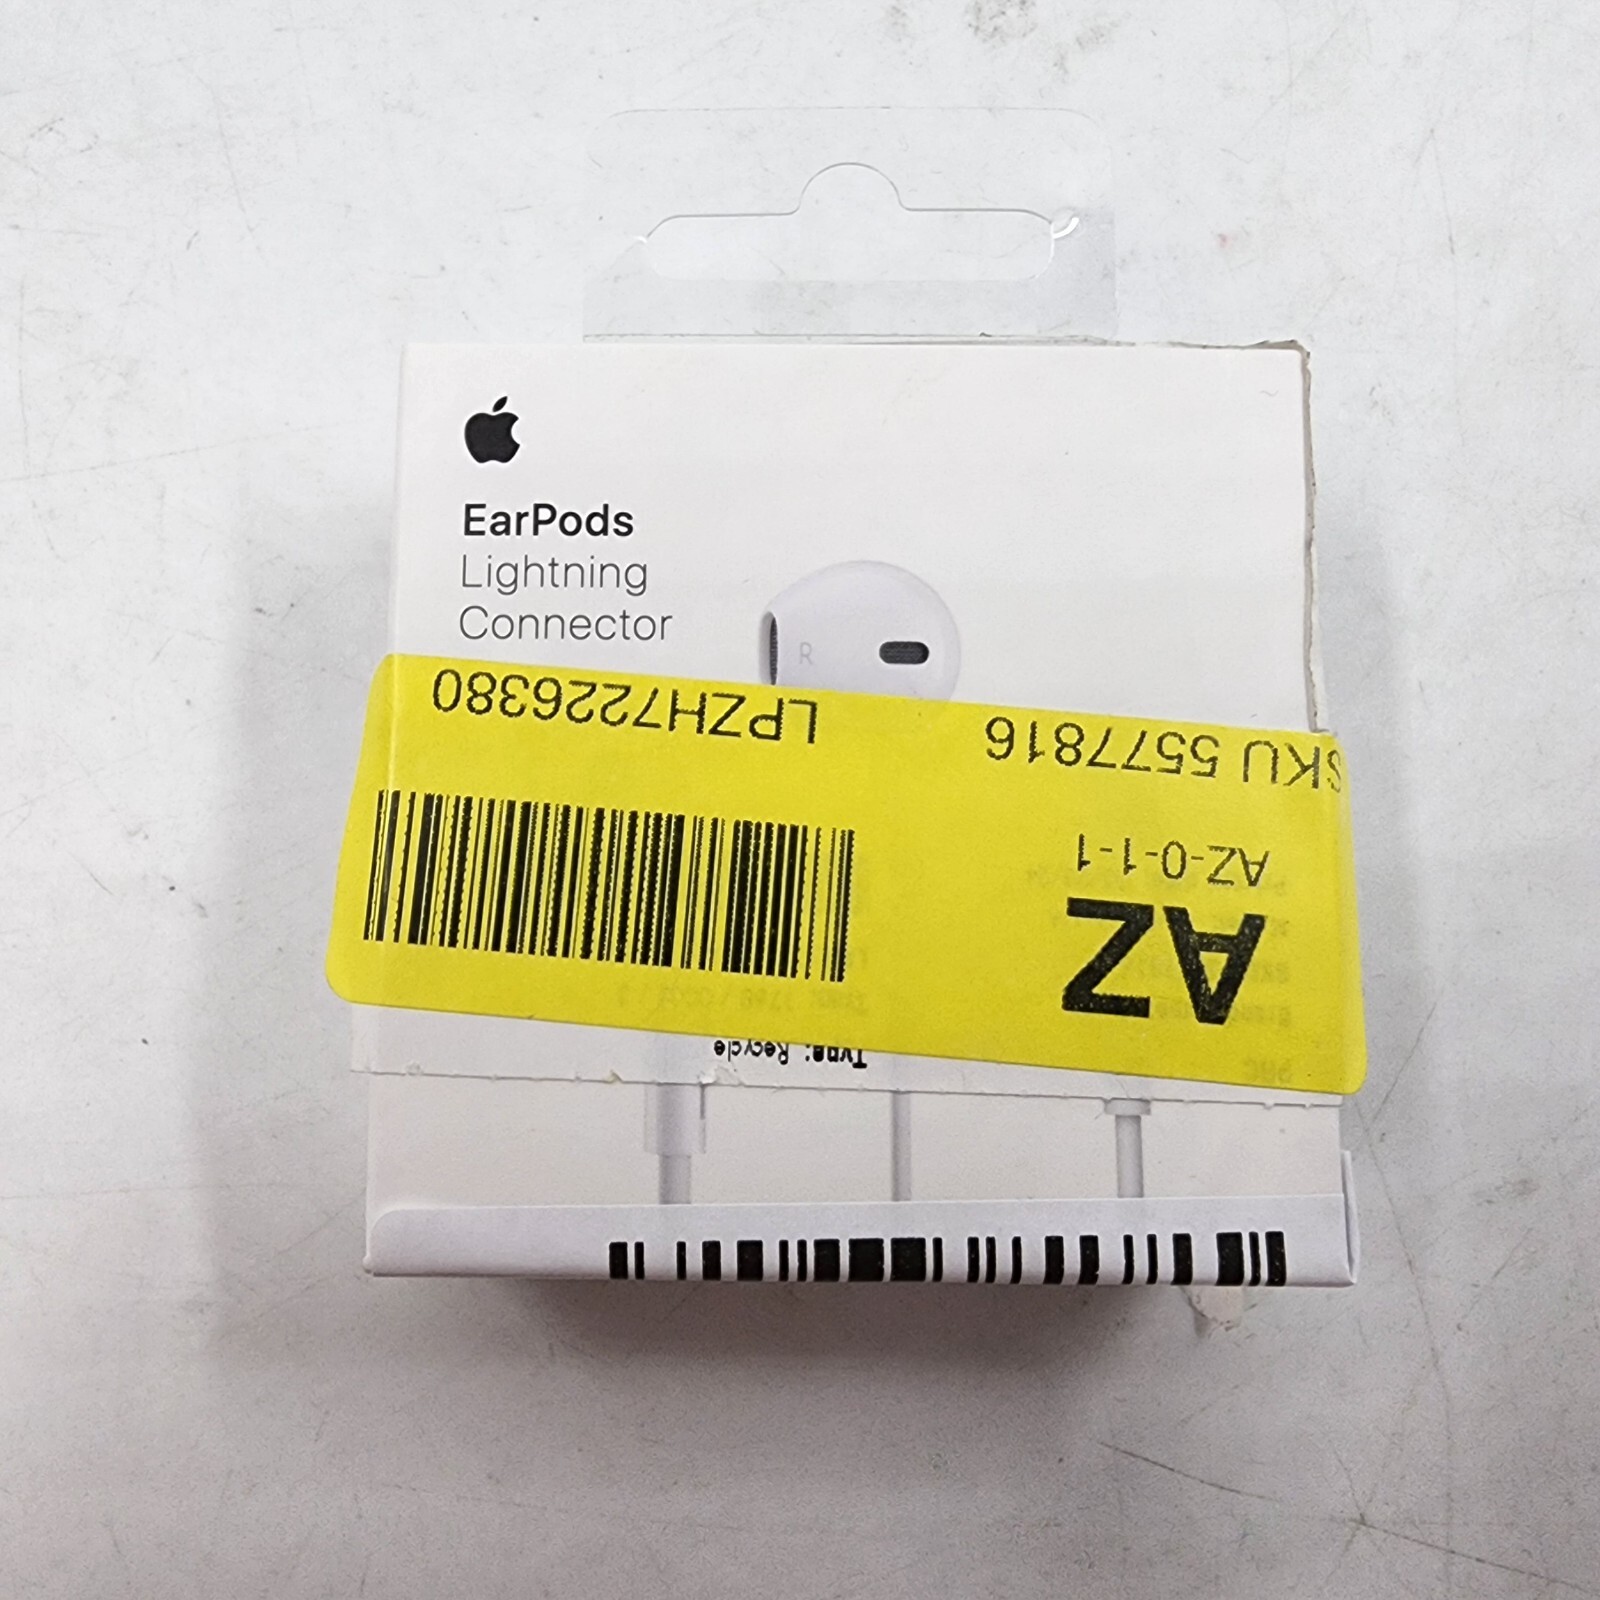 EarPods
Lightning
Connector
R
LPZH7226380
SKU 5577816
AZ-0-1-1
AZ
Type: Recycle